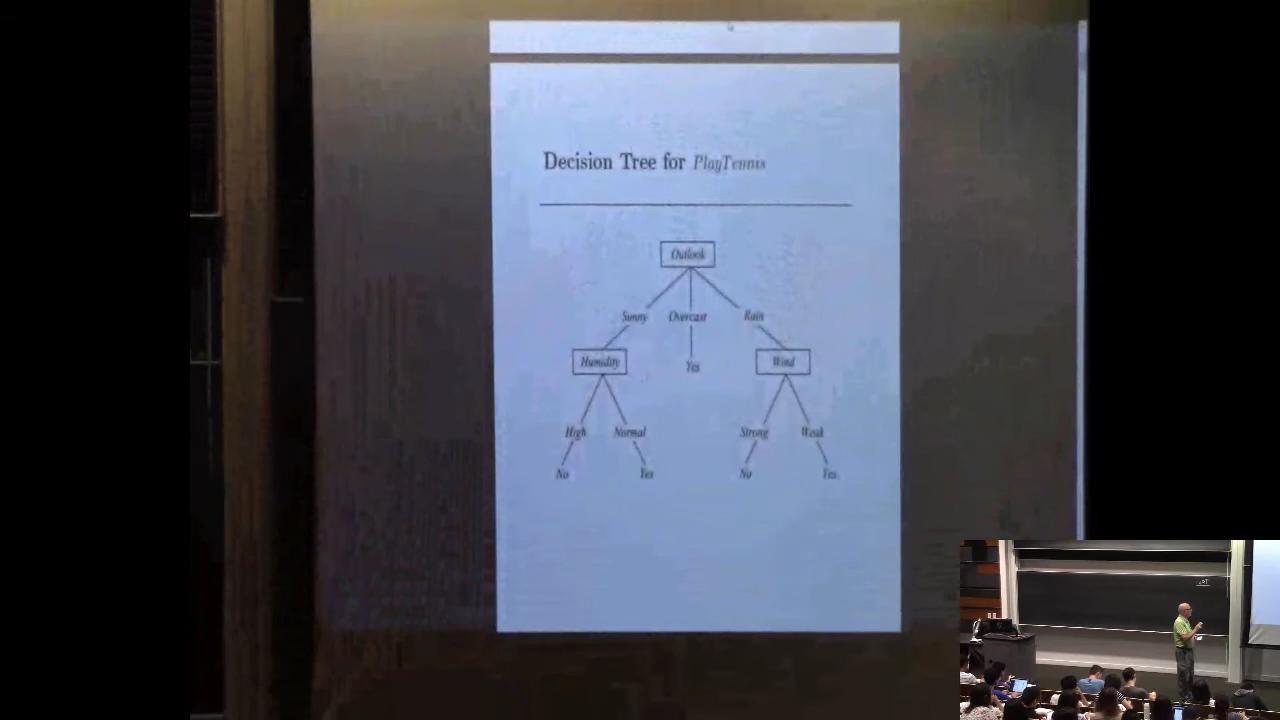 Decision Tree for PlayTennis
Outlook
Sunny Overcast Rain
Humidity Yes Wind
High Normal Strong Weak
No Yes No Yes